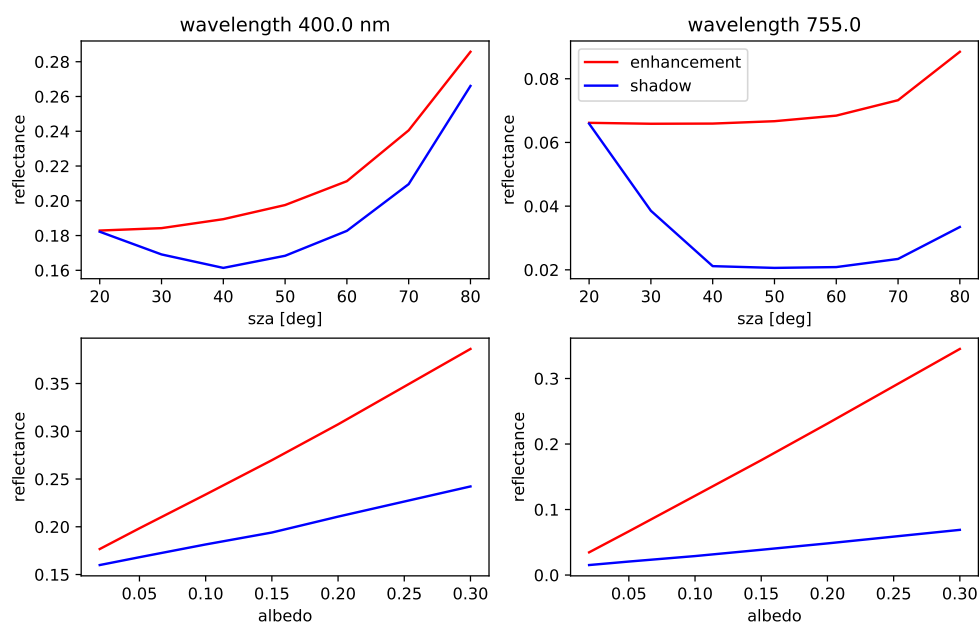 wavelength 400.0 nm
reflectance
0.28
0.26
0.24
0.22
0.20
0.18
0.16
20 30 40 50 60 70 80
sza [deg]
wavelength 755.0
reflectance
0.08
0.06
0.04
0.02
enhancement
shadow
20 30 40 50 60 70 80
sza [deg]
reflectance
0.35
0.30
0.25
0.20
0.15
0.05 0.10 0.15 0.20 0.25 0.30
albedo
reflectance
0.3
0.2
0.1
0.0
0.05 0.10 0.15 0.20 0.25 0.30
albedo